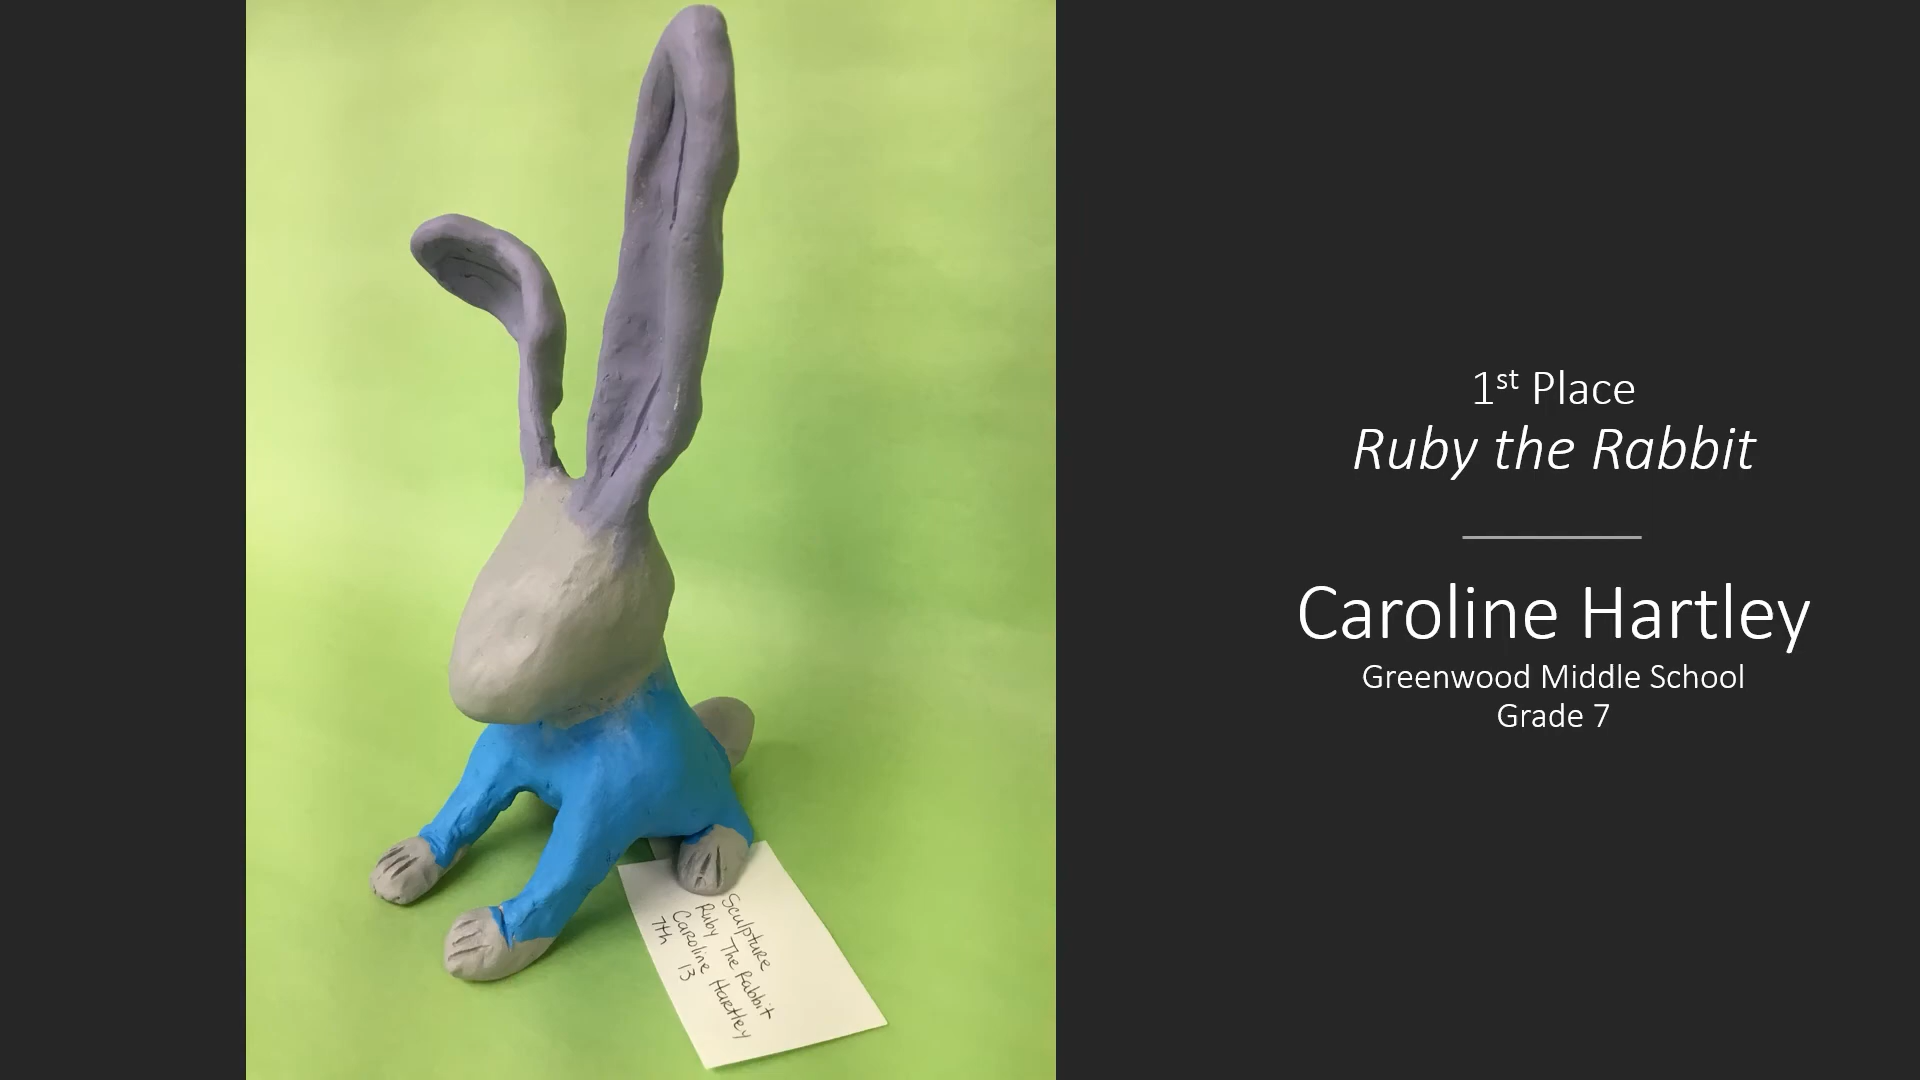 1st Place
Ruby the Rabbit
Caroline Hartley
Greenwood Middle School
Grade 7
Sculpture
Ruby The Rabbit
Caroline Hartley
7th 13